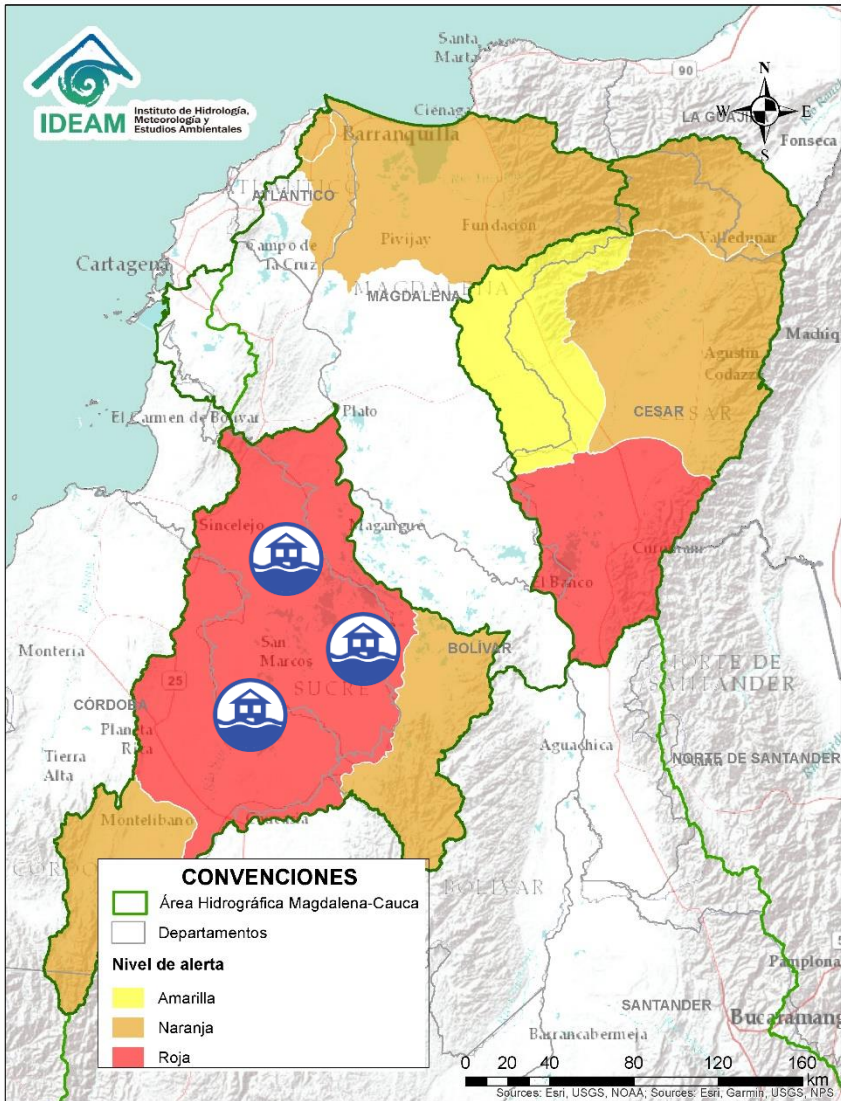 Santa
Marta
90
N
E
S
IDEAM
Instituto de Hidrología,
Meteorología y
Estudios Ambientales
Ciénaga
LA GUAJI
Fonseca
Barranquilla
ATLÁNTICO
Fundación
Valledupar
Pivijay
Campo de
la Cruz
Cartagena
MAGDALENA
Machiq
Agustín
Codazzi
El Carmen de Bolívar
Plato
CESAR
Sincelejo
Magangué
Curumaní
El Banco
Montería
San
Marcos
BOLÍVAR
SUCRE
NORTE DE
SANTANDER
25
CÓRDOBA
Planeta
Rica
Tierra
Alta
Aguachica
NORTE DE SANTANDER
Montelíbano
Caucasia
CONVENCIONES
Área Hidrográfica Magdalena-Cauca
Departamentos
Nivel de alerta
Amarilla
Naranja
Roja
BOLÍVAR
Pamplona
SANTANDER
Bucaramang
Barrancabermeja
0 20 40 80 120 160
km
Sources: Esri, USGS, NOAA; Sources: Esri, Garmin, USGS, NPS